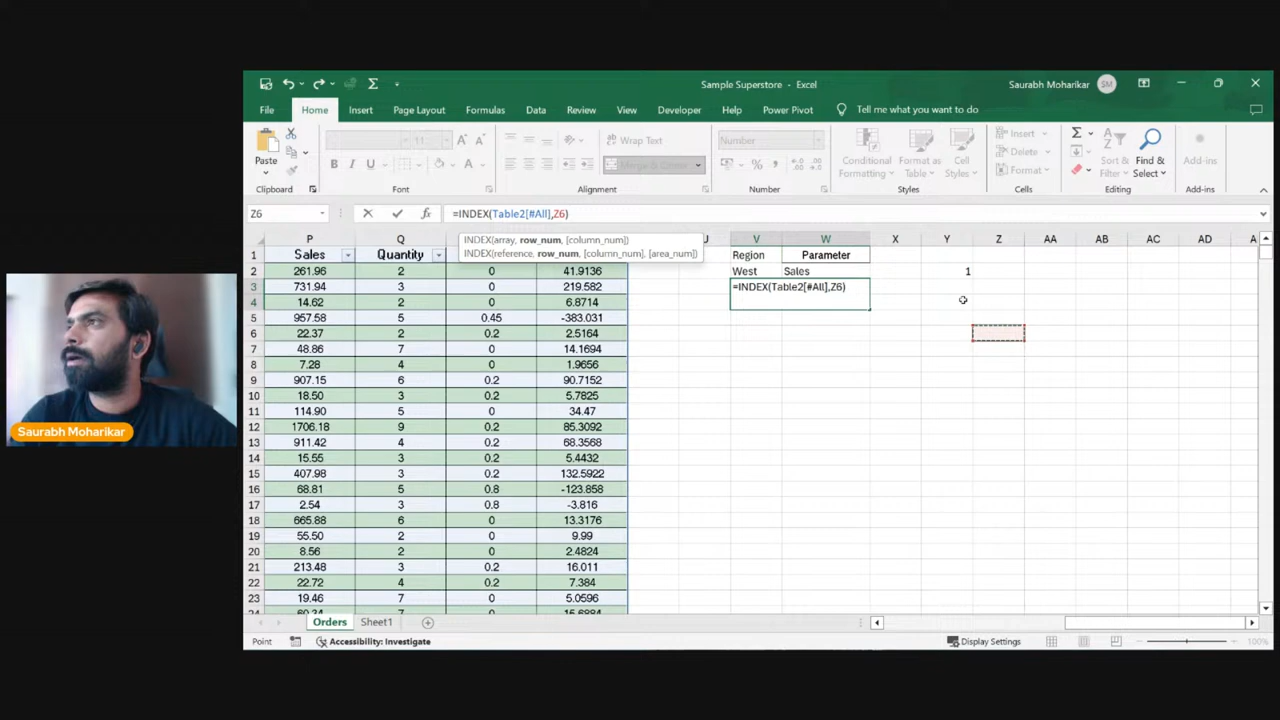 Sample Superstore - Excel
Saurabh Moharikar
SM
File Home Insert Page Layout Formulas Data Review View Developer Help Power Pivot Tell me what you want to do
Paste
11
A A
Wrap Text
Number
Merge & Center
B I U
Conditional Formatting
Format as Table
Cell Styles
Insert
Delete
Format
Sort & Filter
Find & Select
Add-ins
Clipboard Font Alignment Number Styles Cells Editing Add-ins
Z6
=INDEX(Table2[#All],Z6)
INDEX(array, row_num, [column_num])
INDEX(reference, row_num, [column_num], [area_num])
P Q U V W X Y Z AA AB AC AD A
1 Sales Quantity Region Parameter
2 261.96 2 0 41.9136 West Sales 1
3 731.94 3 0 219.582 =INDEX(Table2[#All],Z6)
4 14.62 2 0 6.8714
5 957.58 5 0.45 -383.031
6 22.37 2 0.2 2.5164
7 48.86 7 0 14.1694
8 7.28 4 0 1.9656
9 907.15 6 0.2 90.7152
10 18.50 3 0.2 5.7825
11 114.90 5 0 34.47
12 1706.18 9 0.2 85.3092
13 911.42 4 0.2 68.3568
14 15.55 3 0.2 5.4432
15 407.98 3 0.2 132.5922
16 68.81 5 0.8 -123.858
17 2.54 3 0.8 -3.816
18 665.88 6 0 13.3176
19 55.50 2 0 9.99
20 8.56 2 0 2.4824
21 213.48 3 0.2 16.011
22 22.72 4 0.2 7.384
23 19.46 7 0 5.0596
Saurabh Moharikar
Orders Sheet1
Point
Accessibility: Investigate
Display Settings
100%